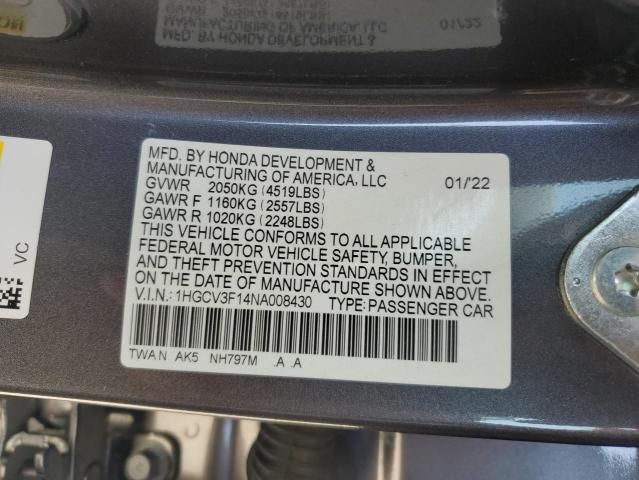 MFD. BY HONDA DEVELOPMENT &
MANUFACTURING OF AMERICA, LLC 01/'22
GVWR 2050KG (4519LBS)
GAWR F 1160KG (2557LBS)
GAWR R 1020KG (2248LBS)
THIS VEHICLE CONFORMS TO ALL APPLICABLE
FEDERAL MOTOR VEHICLE SAFETY, BUMPER,
AND THEFT PREVENTION STANDARDS IN EFFECT
ON THE DATE OF MANUFACTURE SHOWN ABOVE.
V.I.N.: 1HGCV3F14NA008430 TYPE: PASSENGER CAR
TWAN AK5 NH797M .A .A
VC